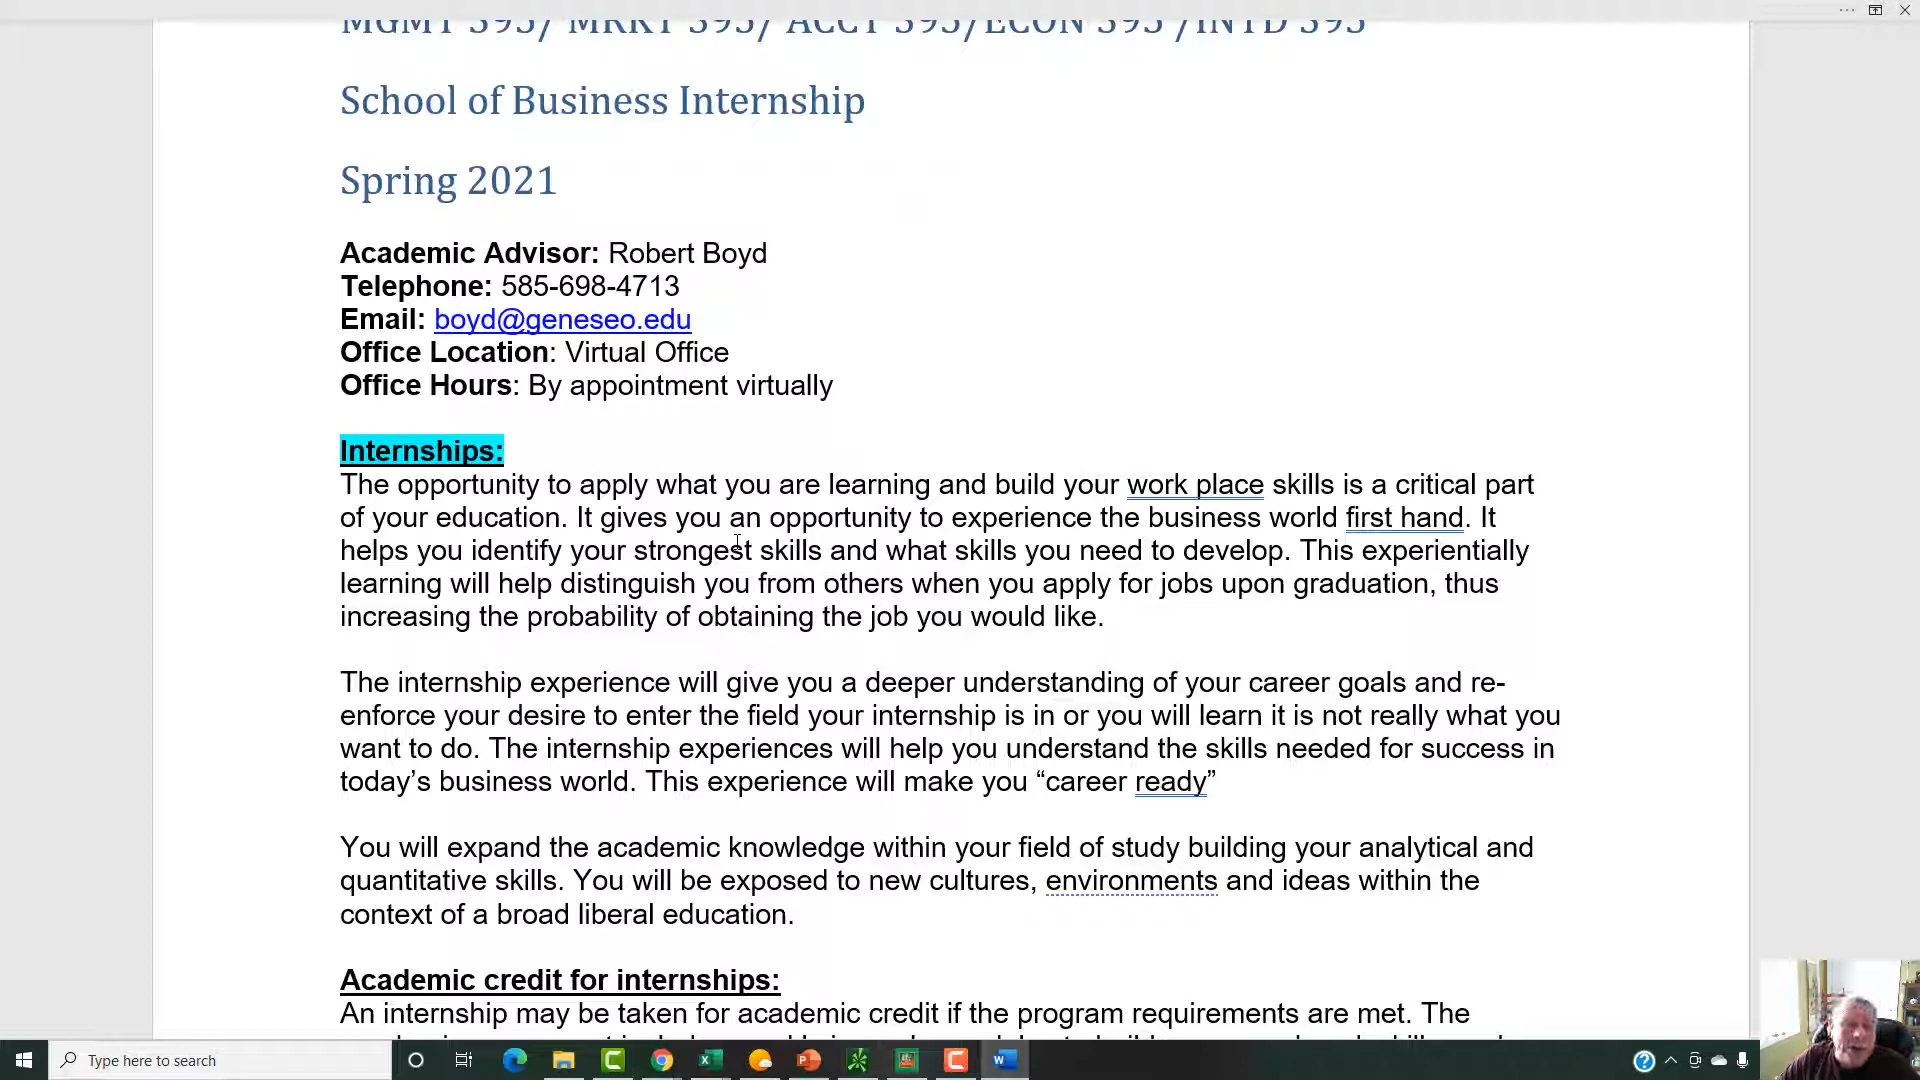 MGMT 393/ MRKT 393/ ACCT 393/ECON 393 /INTD 393
School of Business Internship
Spring 2021
Academic Advisor: Robert Boyd
Telephone: 585-698-4713
Email: boyd@geneseo.edu
Office Location: Virtual Office
Office Hours: By appointment virtually
Internships:
The opportunity to apply what you are learning and build your work place skills is a critical part
of your education. It gives you an opportunity to experience the business world first hand. It
helps you identify your strongest skills and what skills you need to develop. This experientially
learning will help distinguish you from others when you apply for jobs upon graduation, thus
increasing the probability of obtaining the job you would like.
The internship experience will give you a deeper understanding of your career goals and re-
enforce your desire to enter the field your internship is in or you will learn it is not really what you
want to do. The internship experiences will help you understand the skills needed for success in
today’s business world. This experience will make you “career ready”
You will expand the academic knowledge within your field of study building your analytical and
quantitative skills. You will be exposed to new cultures, environments and ideas within the
context of a broad liberal education.
Academic credit for internships:
An internship may be taken for academic credit if the program requirements are met. The
Type here to search